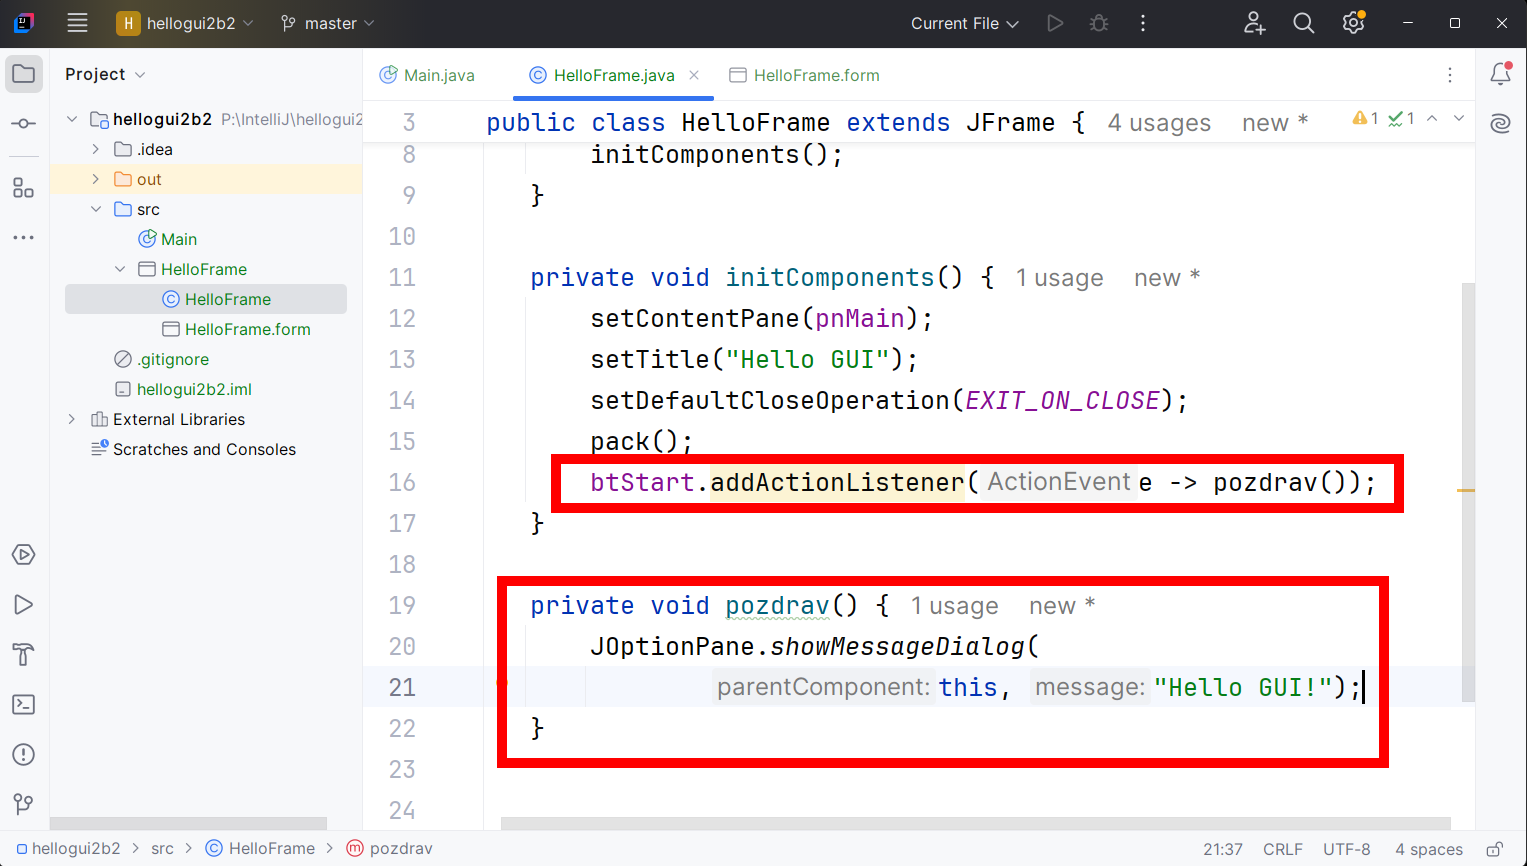 H hellogui2b2 master Current File
Project
hellogui2b2 P:\IntelliJ\hellogui2
.idea
out
src
Main
HelloFrame
HelloFrame
HelloFrame.form
.gitignore
hellogui2b2.iml
External Libraries
Scratches and Consoles
Main.java HelloFrame.java HelloFrame.form
3 public class HelloFrame extends JFrame { 4 usages new * 1 1
8 initComponents();
9 }
10
11 private void initComponents() { 1 usage new *
12 setContentPane(pnMain);
13 setTitle("Hello GUI");
14 setDefaultCloseOperation(EXIT_ON_CLOSE);
15 pack();
16 btStart.addActionListener( ActionEvent e -> pozdrav());
17 }
18
19 private void pozdrav() { 1 usage new *
20 JOptionPane.showMessageDialog(
21 parentComponent: this, message: "Hello GUI!");
22 }
23
24
hellogui2b2 > src > HelloFrame > pozdrav 21:37 CRLF UTF-8 4 spaces